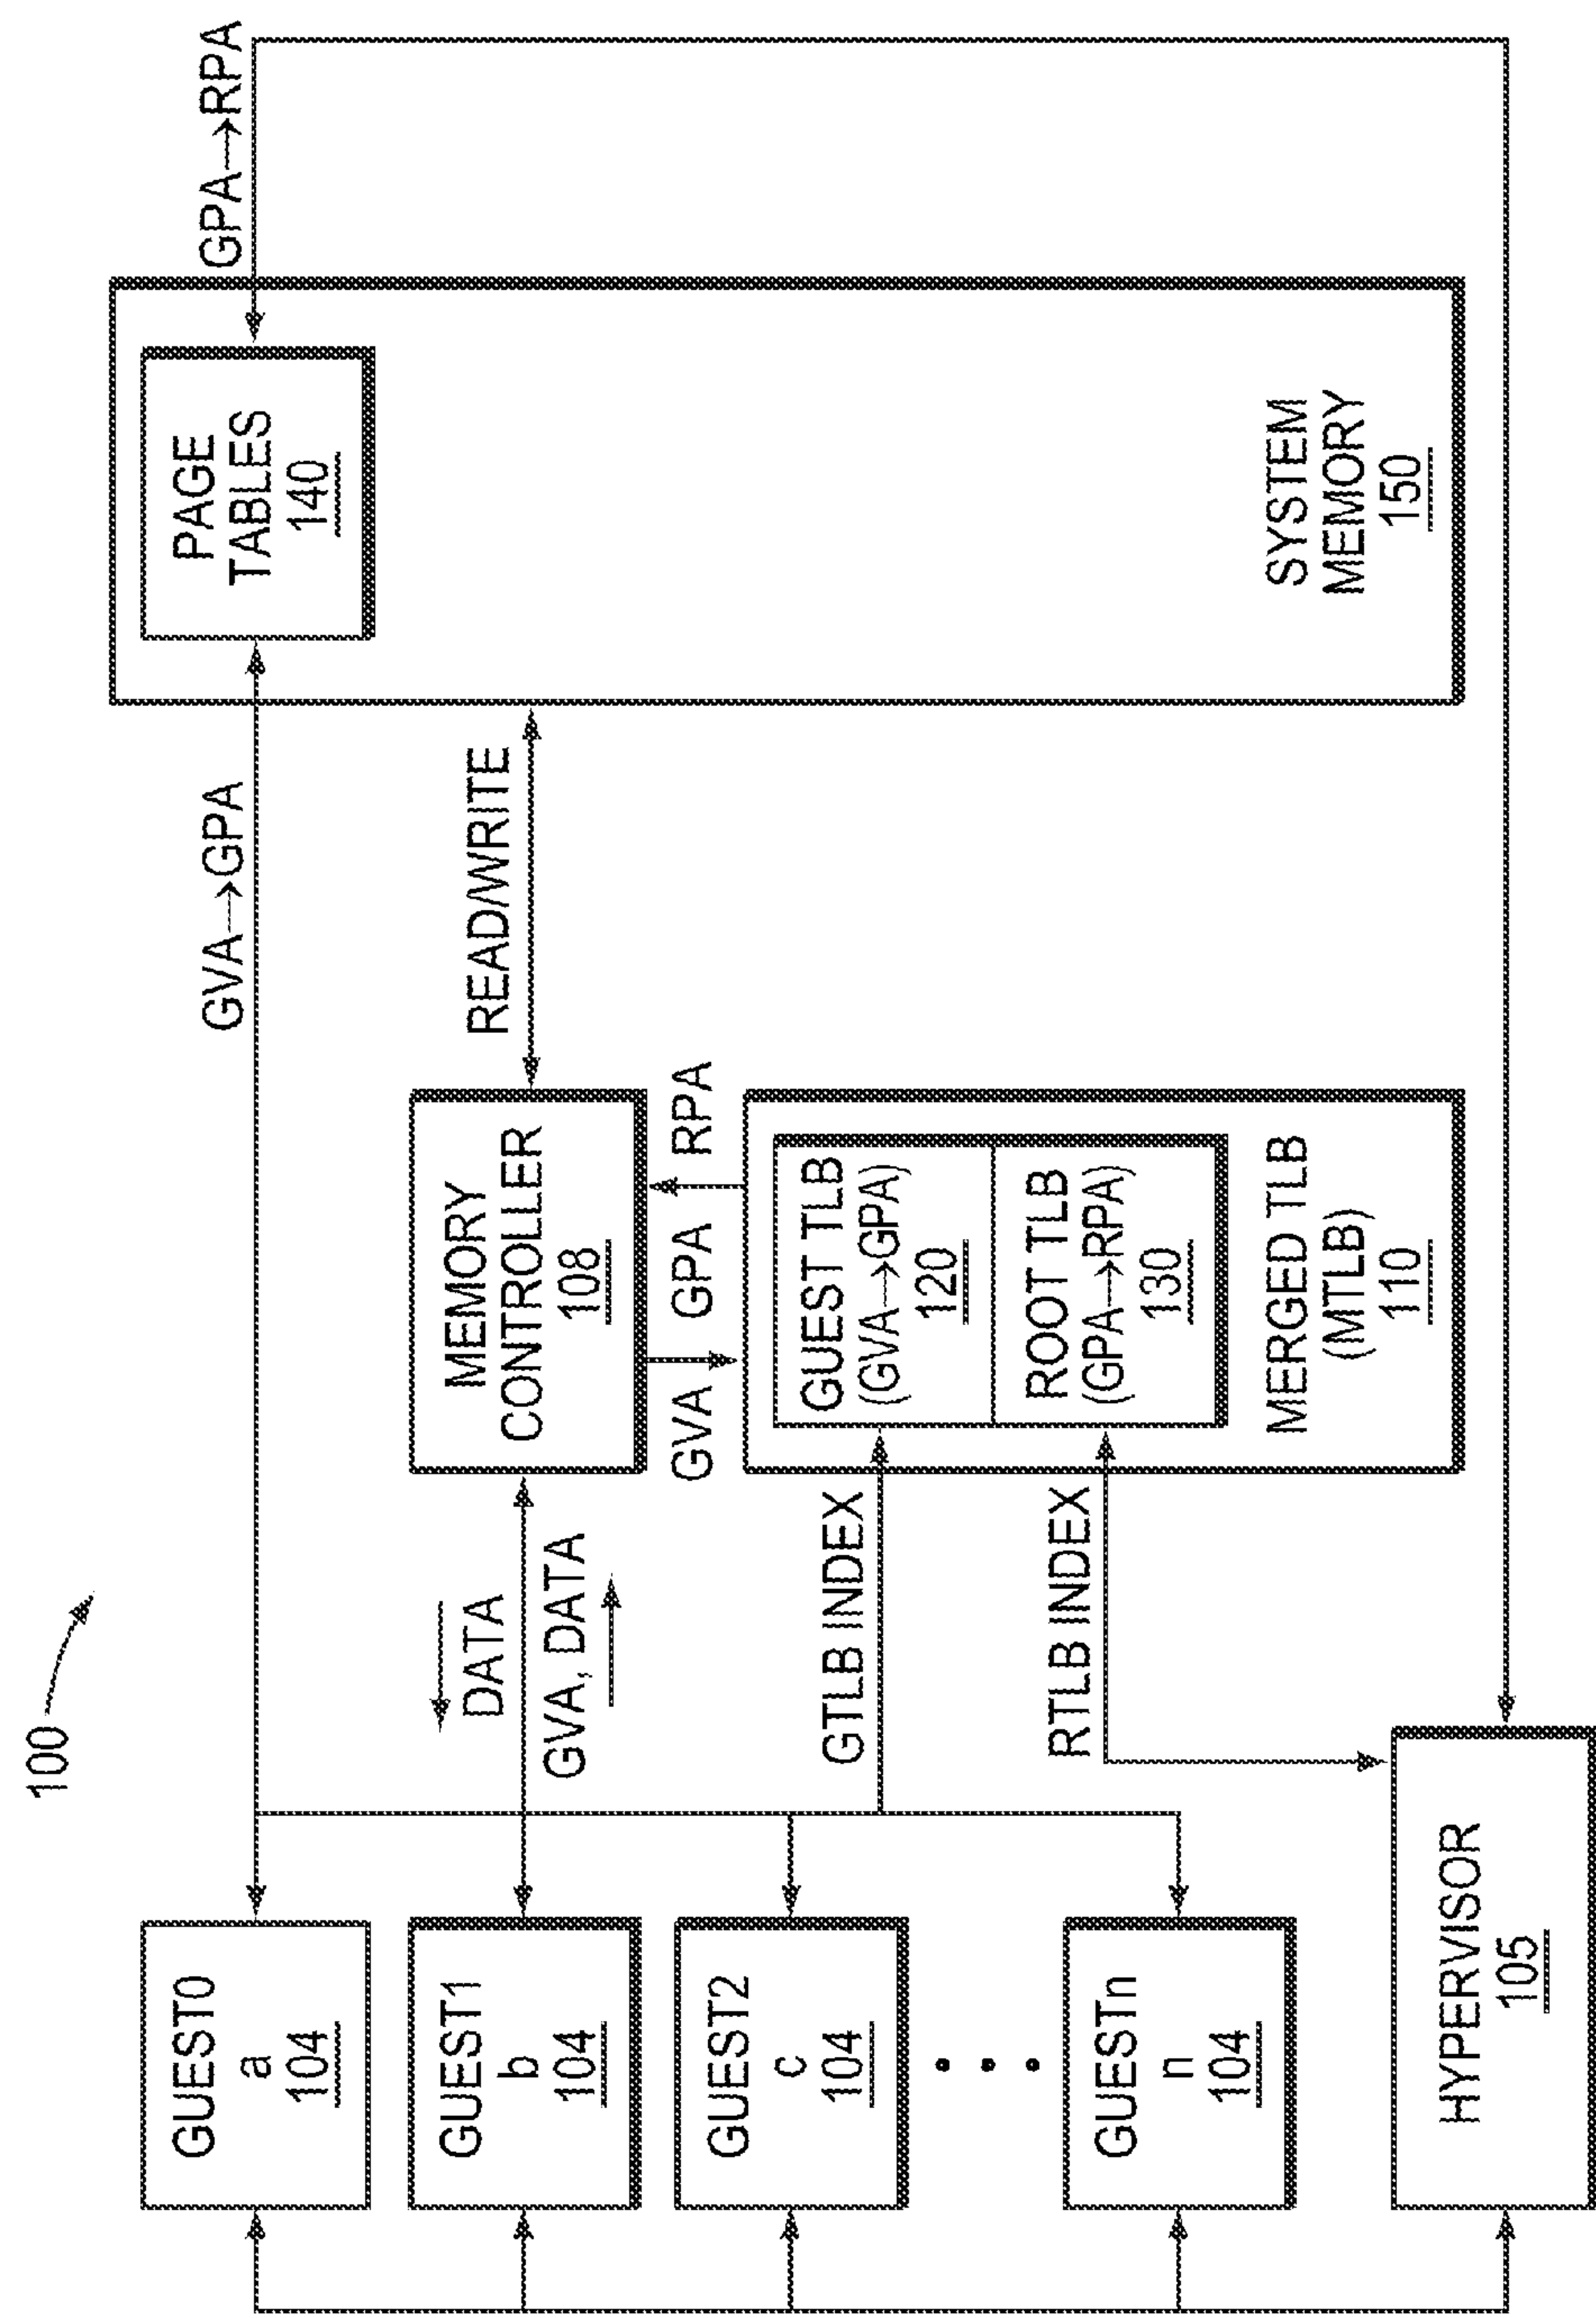 100
GUEST0
a
104
GUEST1
b
104
GUEST2
c
104
• • •
GUESTn
n
104
HYPERVISOR
105
DATA
GVA, DATA
GTLB INDEX
RTLB INDEX
MEMORY
CONTROLLER
108
GVA
GPA
RPA
GUEST TLB
(GVA→GPA)
120
ROOT TLB
(GPA→RPA)
130
MERGED TLB
(MTLB)
110
GVA→GPA
READ/WRITE
PAGE
TABLES
140
SYSTEM
MEMORY
150
GPA→RPA